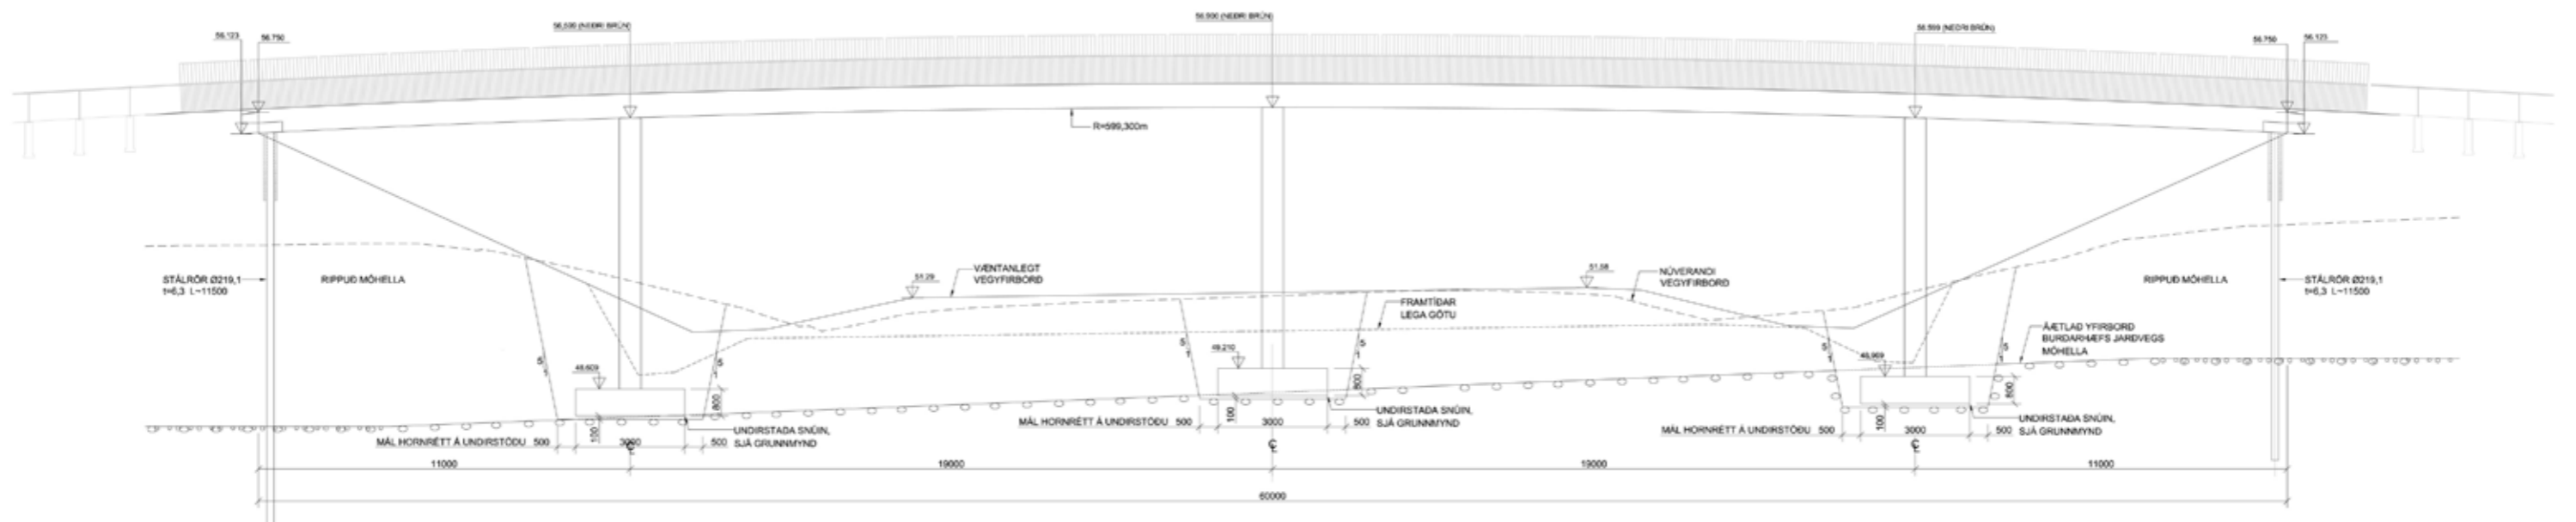 56.123
56.750
56.599 (NEÐRI BRÚN)
56.900 (NEÐRI BRÚN)
56.599 (NEÐRI BRÚN)
56.750
56.123
R=599,300m
STÁLRÖR Ø219,1
t=6,3 L~11500
RIPPUÐ MÓHELLA
51.29
VÆNTANLEGT
VEGYFIRBORÐ
51.58
NÚVERANDI
VEGYFIRBORÐ
FRAMTÍÐAR
LEGA GÖTU
RIPPUÐ MÓHELLA
STÁLRÖR Ø219,1
t=6,3 L~11500
ÁÆTLAÐ YFIRBORÐ
BURÐARHÆFS JARÐVEGS
MÓHELLA
5
1
48.609
5
1
800
5
1
49.210
5
1
800
5
1
48.969
5
1
800
100
UNDIRSTAÐA SNÚIN,
SJÁ GRUNNMYND
MÁL HORNRÉTT Á UNDIRSTÖÐU 500
3000
500
100
UNDIRSTAÐA SNÚIN,
SJÁ GRUNNMYND
MÁL HORNRÉTT Á UNDIRSTÖÐU 500
3000
500
100
UNDIRSTAÐA SNÚIN,
SJÁ GRUNNMYND
MÁL HORNRÉTT Á UNDIRSTÖÐU 500
3000
500
11000
19000
19000
11000
60000